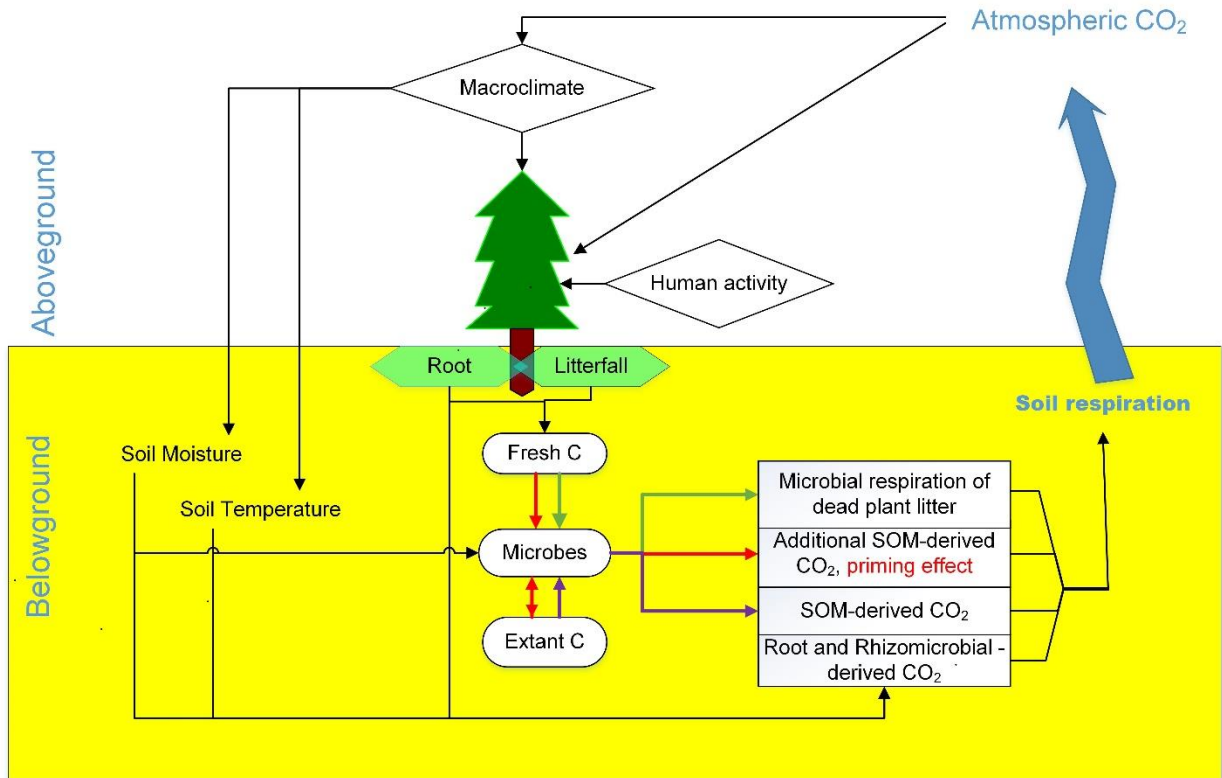 Atmospheric CO₂
Macroclimate
Aboveground
Human activity
Root
Litterfall
Soil respiration
Belowground
Soil Moisture
Fresh C
Soil Temperature
Microbes
Extant C
Microbial respiration of
dead plant litter
Additional SOM-derived
CO₂, priming effect
SOM-derived CO₂
Root and Rhizomicrobial -
derived CO₂